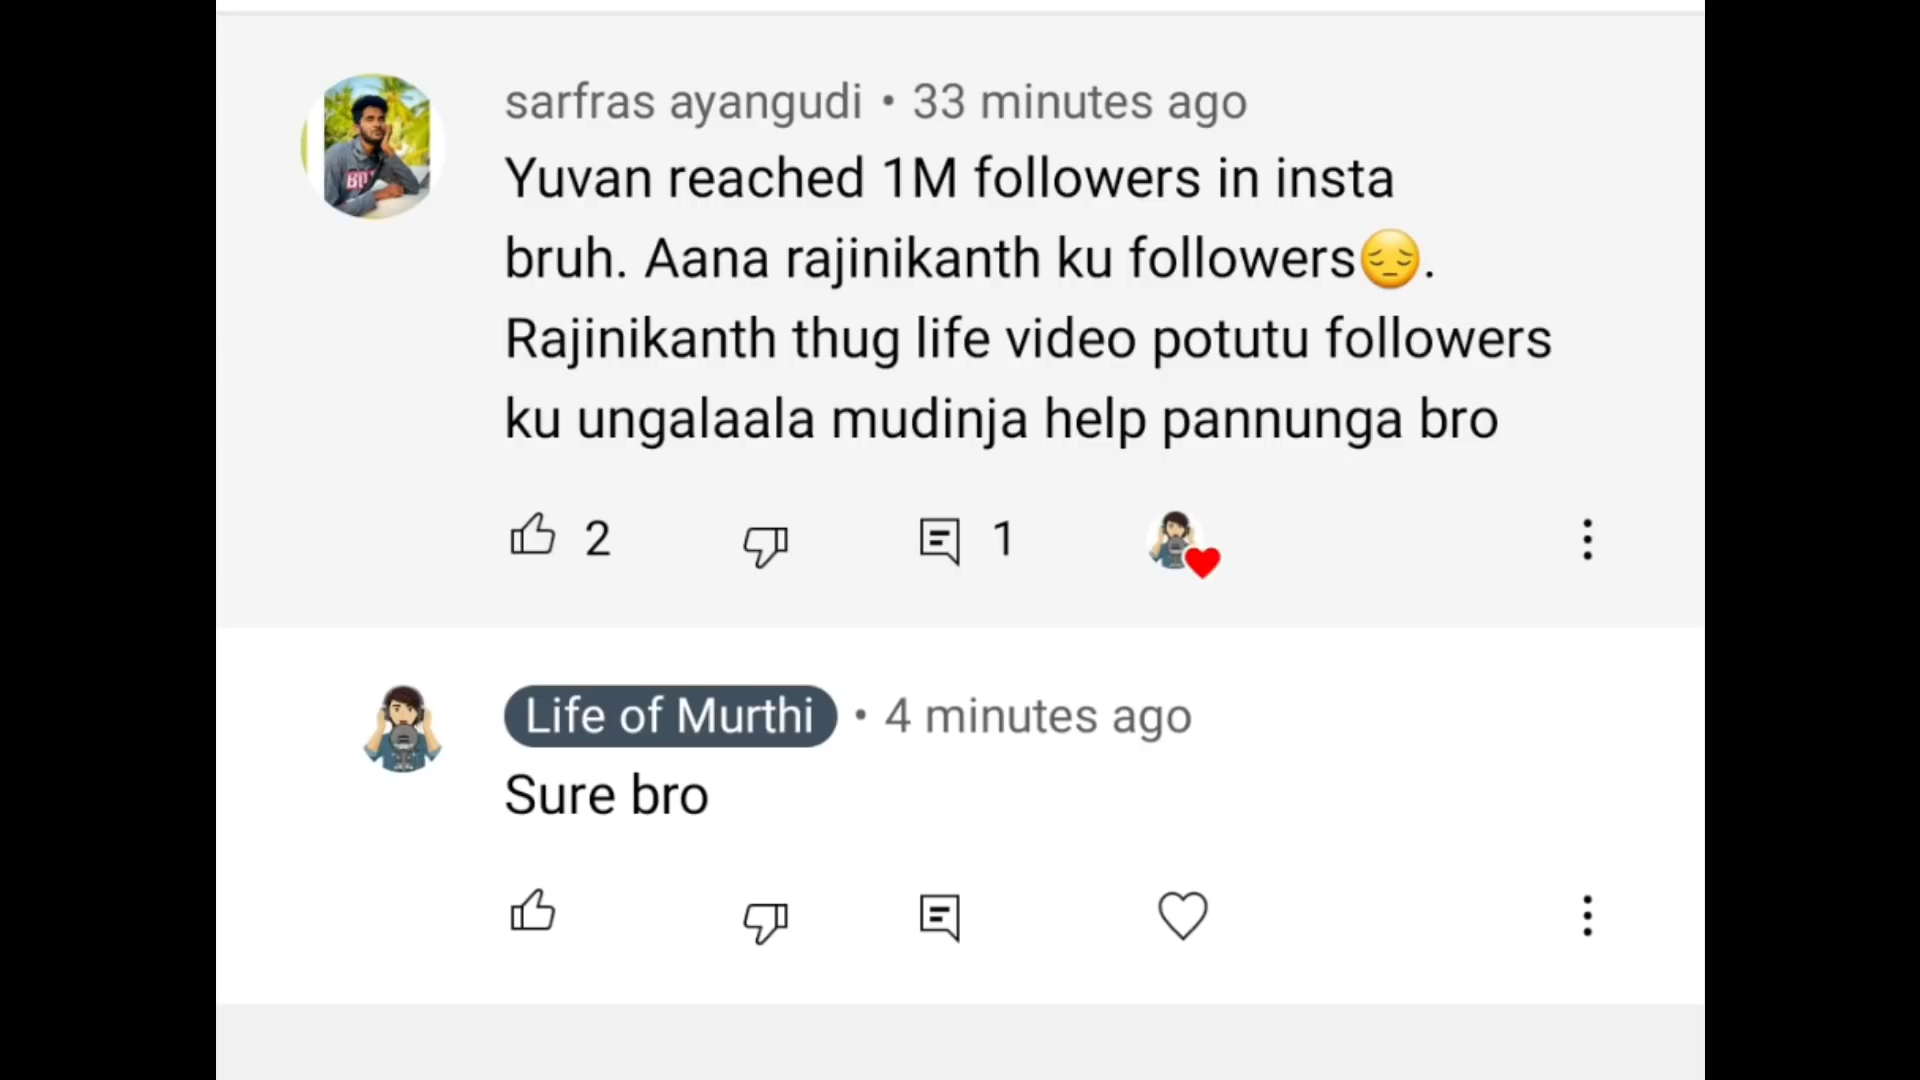 sarfras ayangudi • 33 minutes ago
Yuvan reached 1M followers in insta
bruh. Aana rajinikanth ku followers😔.
Rajinikanth thug life video potutu followers
ku ungalaala mudinja help pannunga bro
2 1
Life of Murthi • 4 minutes ago
Sure bro